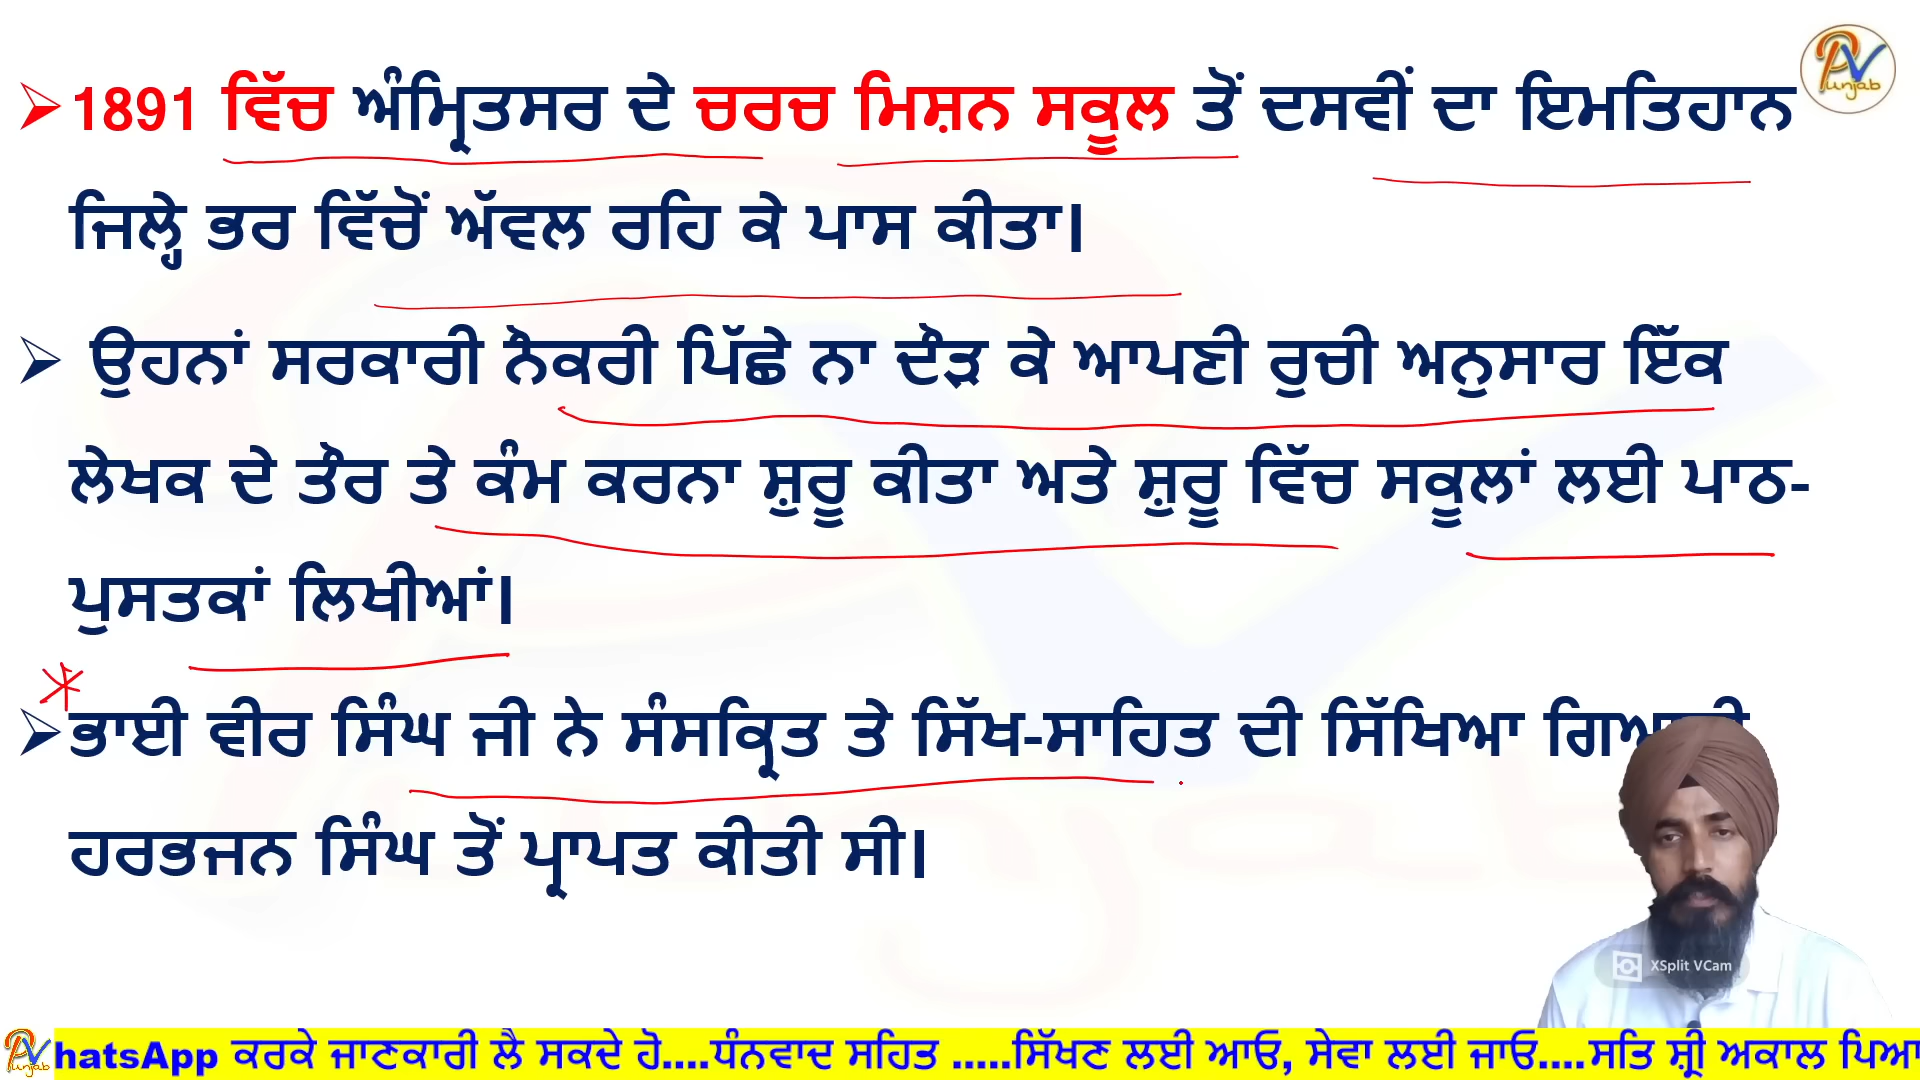 ➢1891 ਵਿੱਚ ਅੰਮ੍ਰਿਤਸਰ ਦੇ ਚਰਚ ਮਿਸ਼ਨ ਸਕੂਲ ਤੋਂ ਦਸਵੀਂ ਦਾ ਇਮਤਿਹਾਨ
ਜਿਲ੍ਹੇ ਭਰ ਵਿੱਚੋਂ ਅੱਵਲ ਰਹਿ ਕੇ ਪਾਸ ਕੀਤਾ।
➢ ਉਹਨਾਂ ਸਰਕਾਰੀ ਨੌਕਰੀ ਪਿੱਛੇ ਨਾ ਦੌੜ ਕੇ ਆਪਣੀ ਰੁਚੀ ਅਨੁਸਾਰ ਇੱਕ
ਲੇਖਕ ਦੇ ਤੌਰ ਤੇ ਕੰਮ ਕਰਨਾ ਸ਼ੁਰੂ ਕੀਤਾ ਅਤੇ ਸ਼ੁਰੂ ਵਿੱਚ ਸਕੂਲਾਂ ਲਈ ਪਾਠ-
ਪੁਸਤਕਾਂ ਲਿਖੀਆਂ।
➢ਭਾਈ ਵੀਰ ਸਿੰਘ ਜੀ ਨੇ ਸੰਸਕ੍ਰਿਤ ਤੇ ਸਿੱਖ-ਸਾਹਿਤ ਦੀ ਸਿੱਖਿਆ
ਹਰਭਜਨ ਸਿੰਘ ਤੋਂ ਪ੍ਰਾਪਤ ਕੀਤੀ ਸੀ।
XSplit VCam
hatsApp ਕਰਕੇ ਜਾਣਕਾਰੀ ਲੈ ਸਕਦੇ ਹੋ....ਧੰਨਵਾਦ ਸਹਿਤ .....ਸਿੱਖਣ ਲਈ ਆਓ, ਸੇਵਾ ਲਈ ਜਾਓ....ਸਤਿ ਸ਼੍ਰੀ ਅਕਾਲ ਪਿਆ